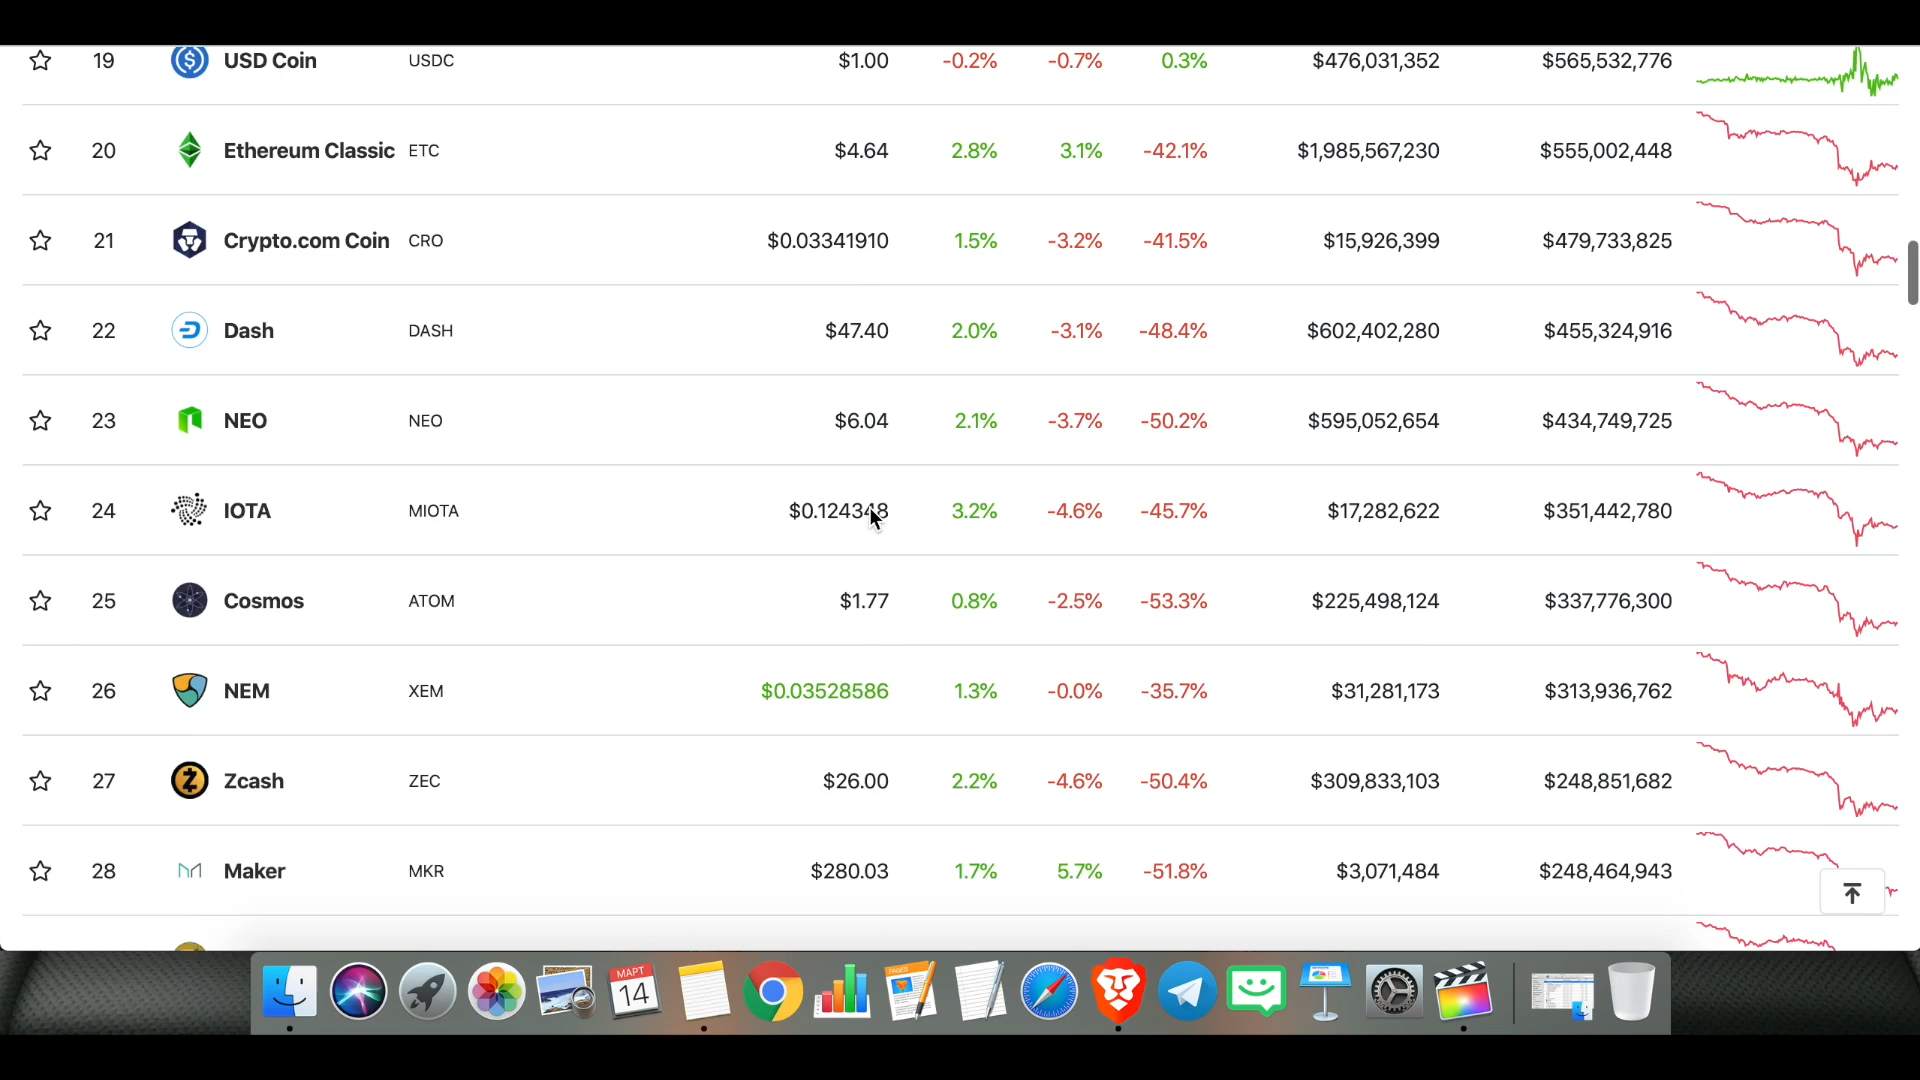 19 USD Coin USDC $1.00 -0.2% -0.7% 0.3% $476,031,352 $565,532,776
20 Ethereum Classic ETC $4.64 2.8% 3.1% -42.1% $1,985,567,230 $555,002,448
21 Crypto.com Coin CRO $0.03341910 1.5% -3.2% -41.5% $15,926,399 $479,733,825
22 Dash DASH $47.40 2.0% -3.1% -48.4% $602,402,280 $455,324,916
23 NEO NEO $6.04 2.1% -3.7% -50.2% $595,052,654 $434,749,725
24 IOTA MIOTA $0.124348 3.2% -4.6% -45.7% $17,282,622 $351,442,780
25 Cosmos ATOM $1.77 0.8% -2.5% -53.3% $225,498,124 $337,776,300
26 NEM XEM $0.03528586 1.3% -0.0% -35.7% $31,281,173 $313,936,762
27 Zcash ZEC $26.00 2.2% -4.6% -50.4% $309,833,103 $248,851,682
28 Maker MKR $280.03 1.7% 5.7% -51.8% $3,071,484 $248,464,943
МАРТ
14
PAGES